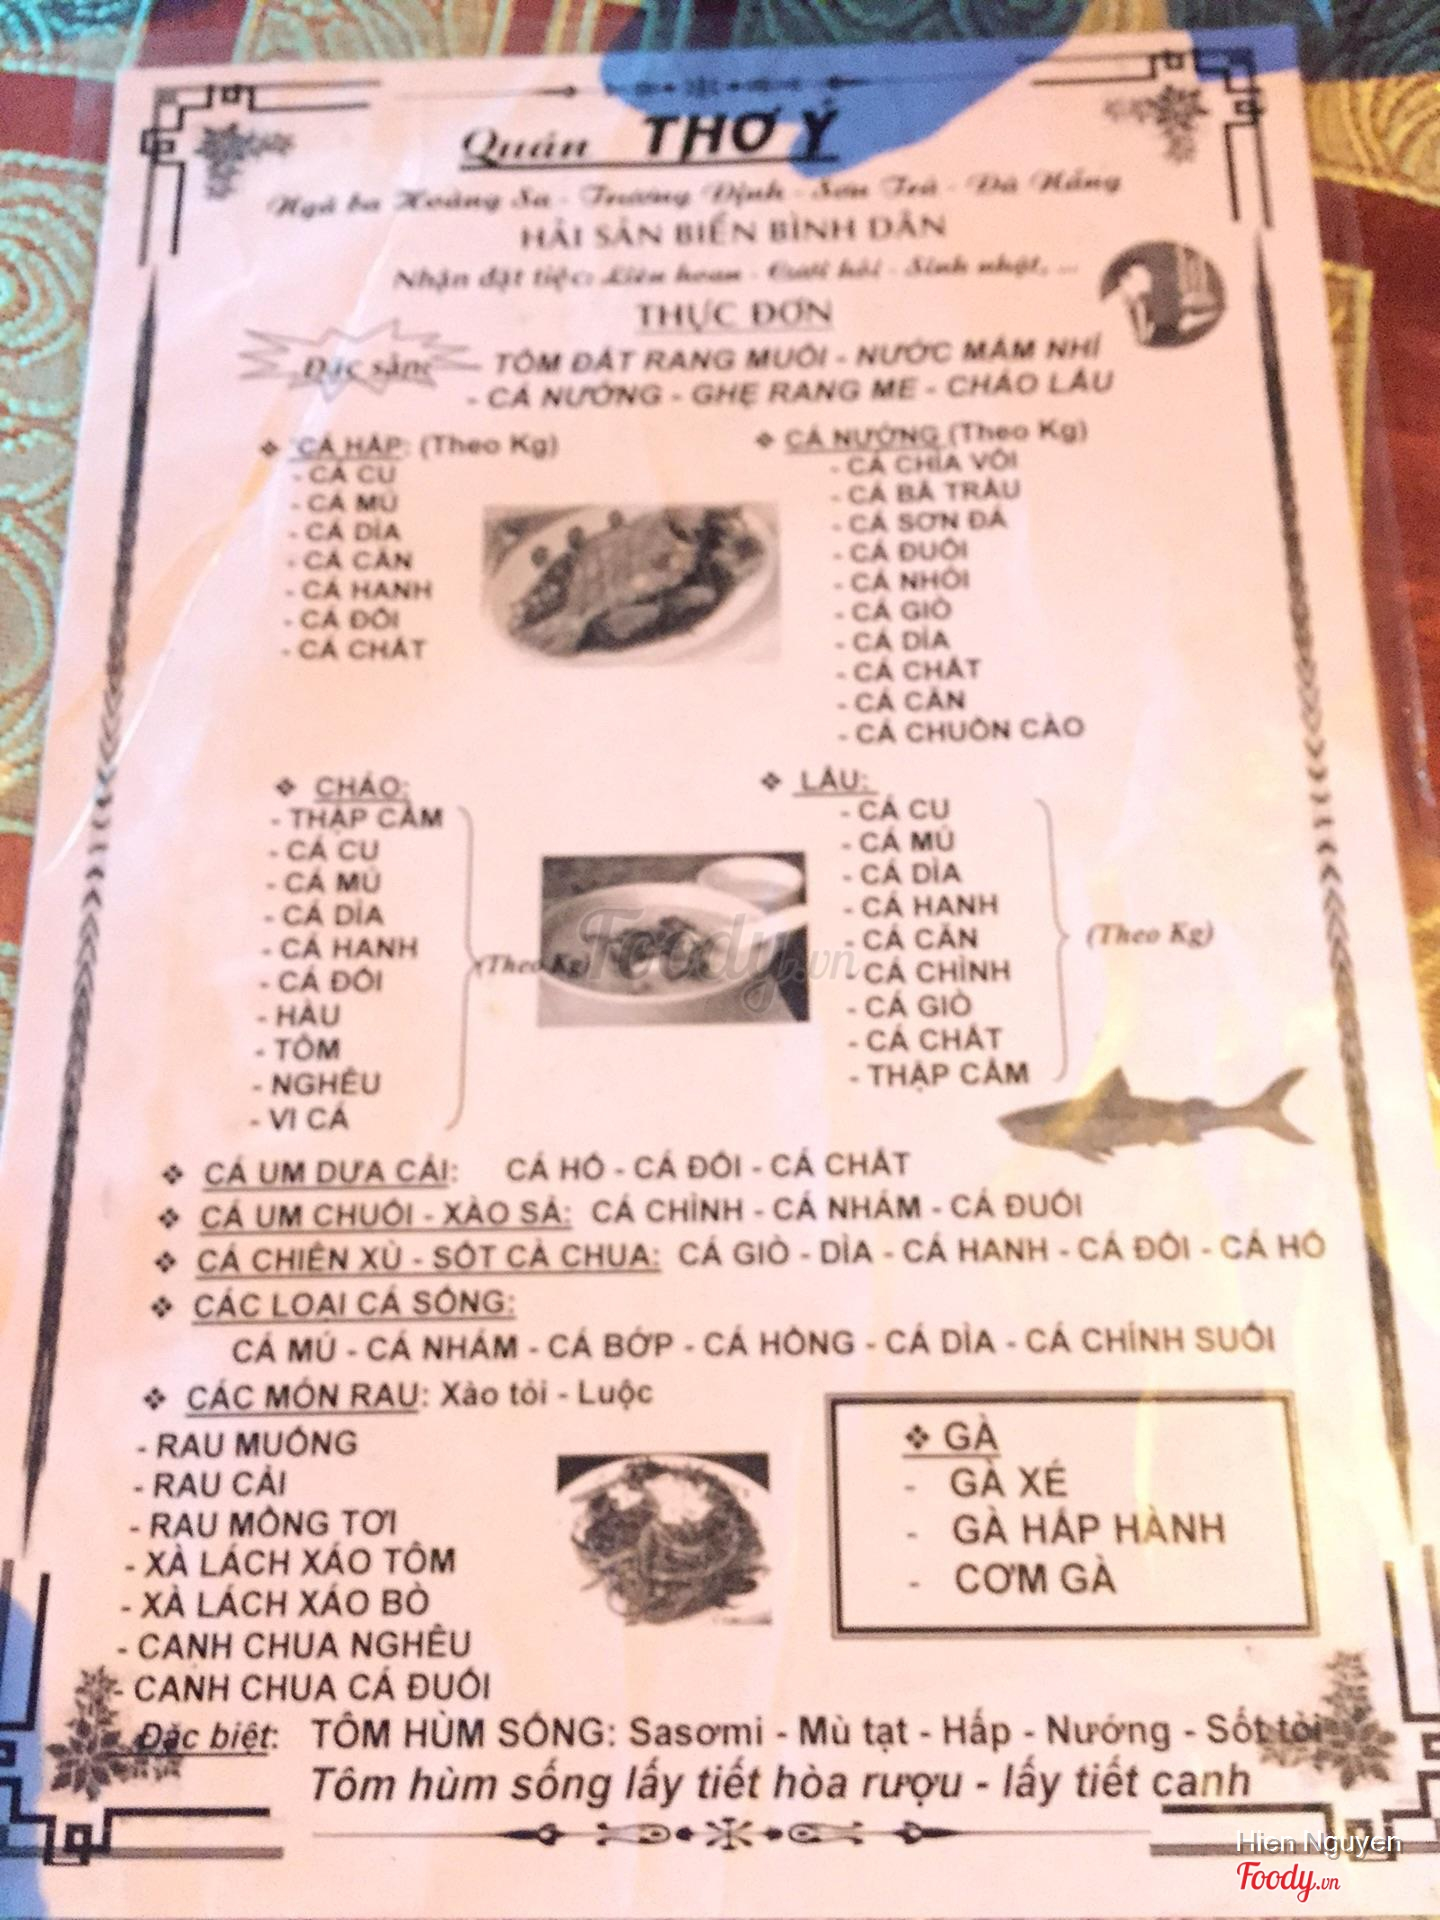 Quán THƠ Ý
Ngã ba Hoàng Sa - Trương Định - Sơn Trà - Đà Nẵng
HẢI SẢN BIỂN BÌNH DÂN
Nhận đặt tiệc: Liên hoan - Cưới hỏi - Sinh nhật, ...
THỰC ĐƠN
Đặc sản:
- TÔM ĐẤT RANG MUỐI - NƯỚC MẮM NHĨ
- CÁ NƯỚNG - GHẸ RANG ME - CHÁO LẨU
❖ CÁ HẤP: (Theo Kg)
- CÁ CU
- CÁ MÚ
- CÁ DÌA
- CÁ CĂN
- CÁ HANH
- CÁ ĐỐI
- CÁ CHẤT
❖ CÁ NƯỚNG (Theo Kg)
- CÁ CHÌA VÔI
- CÁ BÃ TRẦU
- CÁ SƠN ĐÁ
- CÁ ĐUỐI
- CÁ NHỒI
- CÁ GIÒ
- CÁ DÌA
- CÁ CHẤT
- CÁ CĂN
- CÁ CHUỒN CÀO
❖ CHÁO:
- THẬP CẨM
- CÁ CU
- CÁ MÚ
- CÁ DÌA
- CÁ HANH
- CÁ ĐỐI
- HÀU
- TÔM
- NGHÊU
- VI CÁ
(Theo Kg)
❖ LẨU:
- CÁ CU
- CÁ MÚ
- CÁ DÌA
- CÁ HANH
- CÁ CĂN
- CÁ CHÌNH
- CÁ GIÒ
- CÁ CHẤT
- THẬP CẨM
(Theo Kg)
Foody.vn
❖ CÁ UM DƯA CẢI: CÁ HỐ - CÁ ĐỐI - CÁ CHẤT
❖ CÁ UM CHUỐI - XÀO SẢ: CÁ CHÌNH - CÁ NHÁM - CÁ ĐUỐI
❖ CÁ CHIÊN XÙ - SỐT CÀ CHUA: CÁ GIÒ - DÌA - CÁ HANH - CÁ ĐỐI - CÁ HỐ
❖ CÁC LOẠI CÁ SỐNG:
CÁ MÚ - CÁ NHÁM - CÁ BỚP - CÁ HỒNG - CÁ DÌA - CÁ CHÌNH SUỐI
❖ CÁC MÓN RAU: Xào tỏi - Luộc
- RAU MUỐNG
- RAU CẢI
- RAU MỒNG TƠI
- XÀ LÁCH XÁO TÔM
- XÀ LÁCH XÁO BÒ
- CANH CHUA NGHÊU
- CANH CHUA CÁ ĐUỐI
❖ GÀ
- GÀ XÉ
- GÀ HẤP HÀNH
- CƠM GÀ
Đặc biệt: TÔM HÙM SỐNG: Sasơmi - Mù tạt - Hấp - Nướng - Sốt tỏi
Tôm hùm sống lấy tiết hòa rượu - lấy tiết canh
Hien Nguyen
Foody.vn